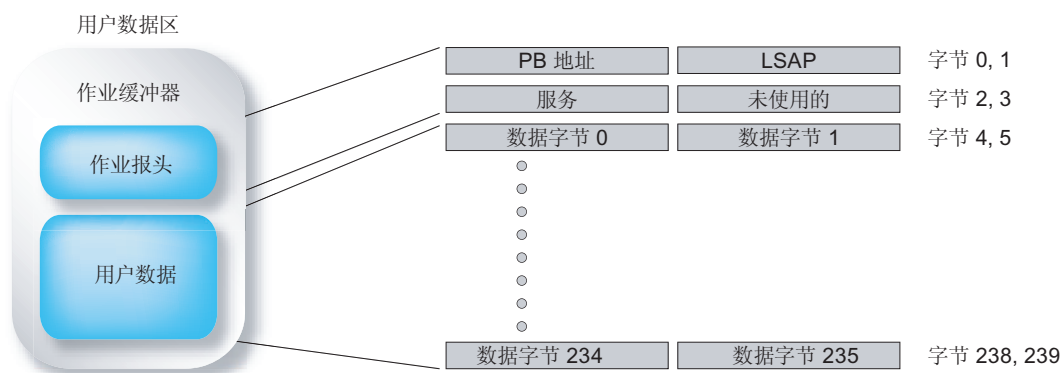 用户数据区
作业缓冲器
作业报头
用户数据
PB 地址 LSAP 字节 0, 1
服务 未使用的 字节 2, 3
数据字节 0 数据字节 1 字节 4, 5
数据字节 234 数据字节 235 字节 238, 239